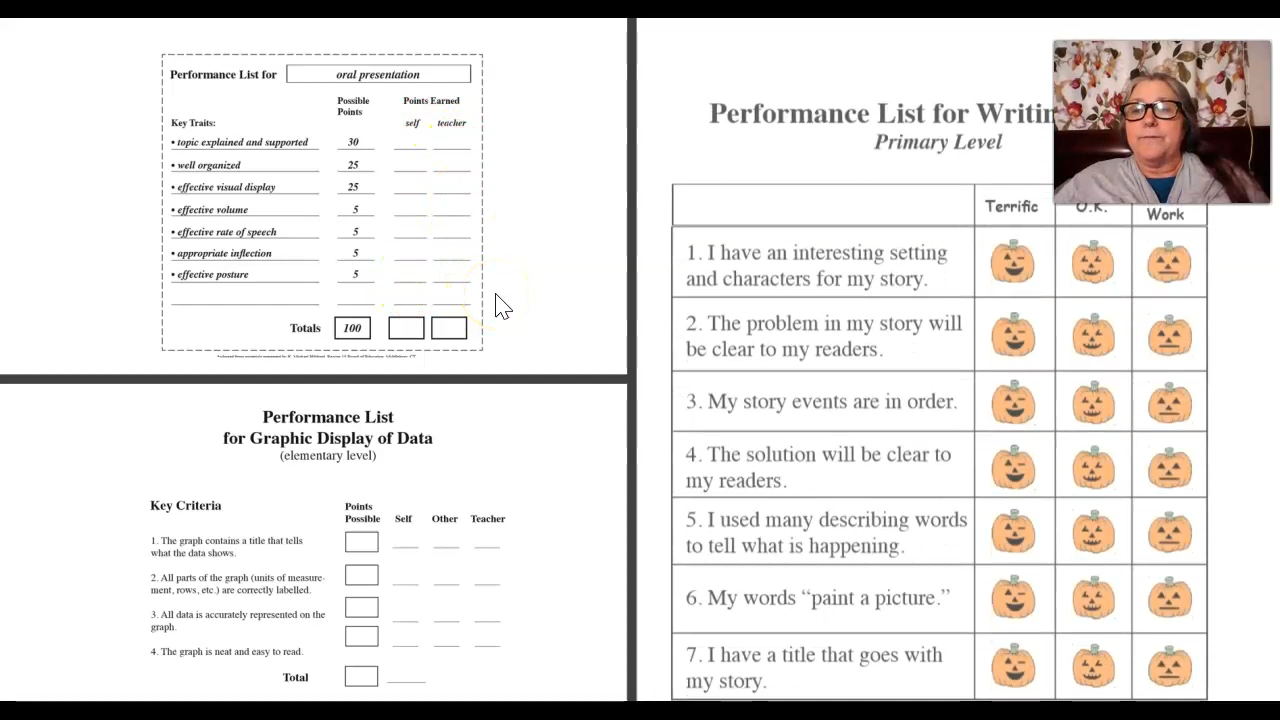 Performance List for oral presentation
Possible Points
Points Earned
Key Traits:
self teacher
• topic explained and supported 30
• well organized 25
• effective visual display 25
• effective volume 5
• effective rate of speech 5
• appropriate inflection 5
• effective posture 5
Totals 100
Performance List
for Graphic Display of Data
(elementary level)
Key Criteria
Points
Possible Self Other Teacher
1. The graph contains a title that tells
what the data shows.
2. All parts of the graph (units of measure-
ment, rows, etc.) are correctly labelled.
3. All data is accurately represented on the
graph.
4. The graph is neat and easy to read.
Total
Performance List for Writin
Primary Level
Terrific O.K. Work
1. I have an interesting setting
and characters for my story.
2. The problem in my story will
be clear to my readers.
3. My story events are in order.
4. The solution will be clear to
my readers.
5. I used many describing words
to tell what is happening.
6. My words “paint a picture.”
7. I have a title that goes with
my story.